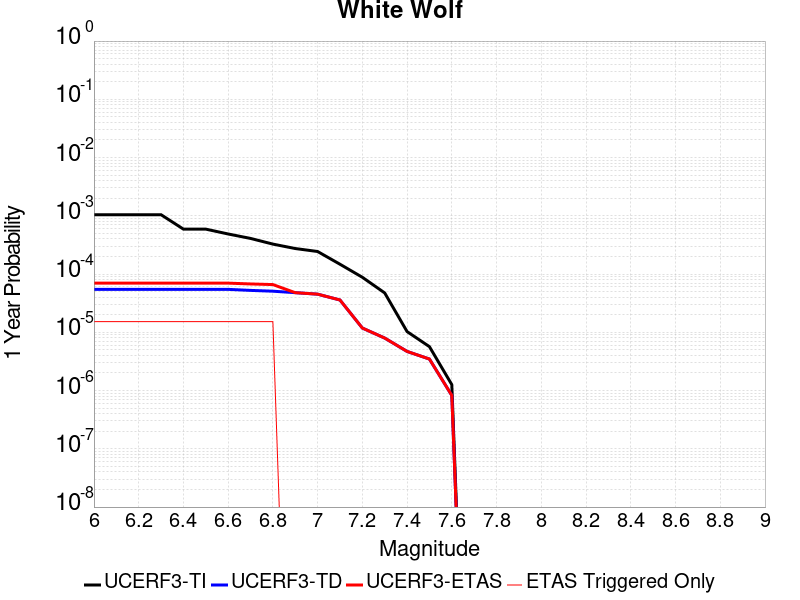 White Wolf
10^0
10^-1
10^-2
10^-3
10^-4
10^-5
10^-6
10^-7
10^-8
1 Year Probability
6 6.2 6.4 6.6 6.8 7 7.2 7.4 7.6 7.8 8 8.2 8.4 8.6 8.8 9
Magnitude
UCERF3-TI UCERF3-TD UCERF3-ETAS ETAS Triggered Only